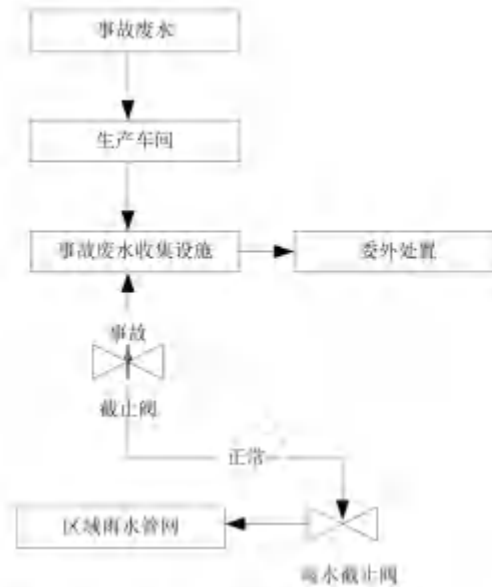 事故废水
生产车间
事故废水收集设施
委外处置
事故
截止阀
正常
区域雨水管网
雨水截止阀